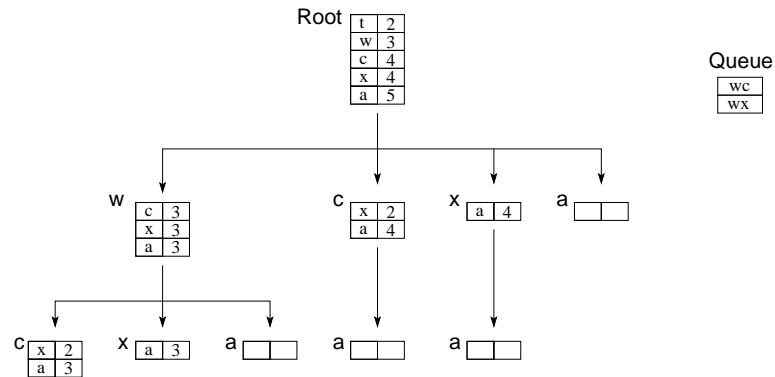 Root
t 2
w 3
c 4
x 4
a 5
Queue
wc
wx
w
c 3
x 3
a 3
c
x 2
a 4
x
a 4
a
c
x 2
a 3
x
a 3
a
a
a